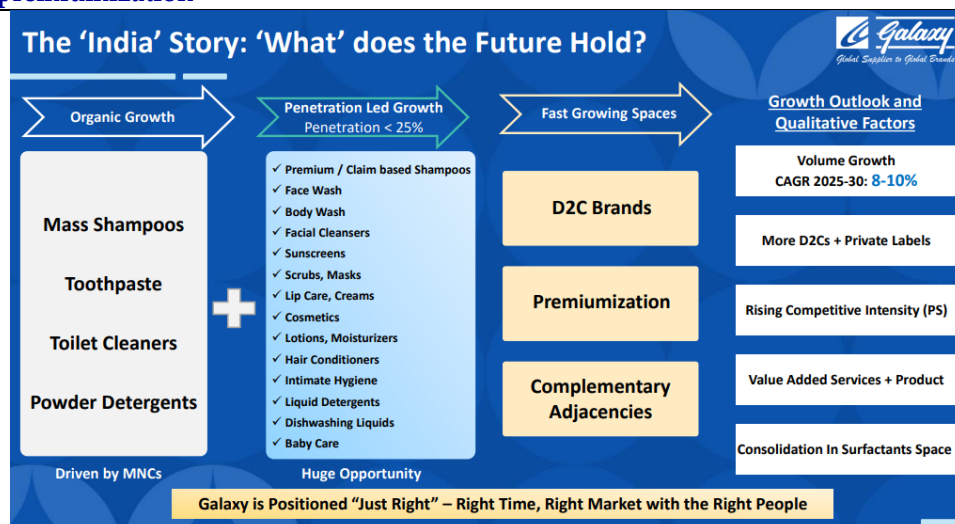 premiumization
The 'India' Story: 'What' does the Future Hold?
Galaxy
Global Supplier to Global Brands
Organic Growth
Mass Shampoos
Toothpaste
Toilet Cleaners
Powder Detergents
Driven by MNCs
Penetration Led Growth
Penetration < 25%
✓ Premium / Claim based Shampoos
✓ Face Wash
✓ Body Wash
✓ Facial Cleansers
✓ Sunscreens
✓ Scrubs, Masks
✓ Lip Care, Creams
✓ Cosmetics
✓ Lotions, Moisturizers
✓ Hair Conditioners
✓ Intimate Hygiene
✓ Liquid Detergents
✓ Dishwashing Liquids
✓ Baby Care
Huge Opportunity
Fast Growing Spaces
D2C Brands
Premiumization
Complementary
Adjacencies
Growth Outlook and
Qualitative Factors
Volume Growth
CAGR 2025-30: 8-10%
More D2Cs + Private Labels
Rising Competitive Intensity (PS)
Value Added Services + Product
Consolidation In Surfactants Space
Galaxy is Positioned "Just Right" – Right Time, Right Market with the Right People